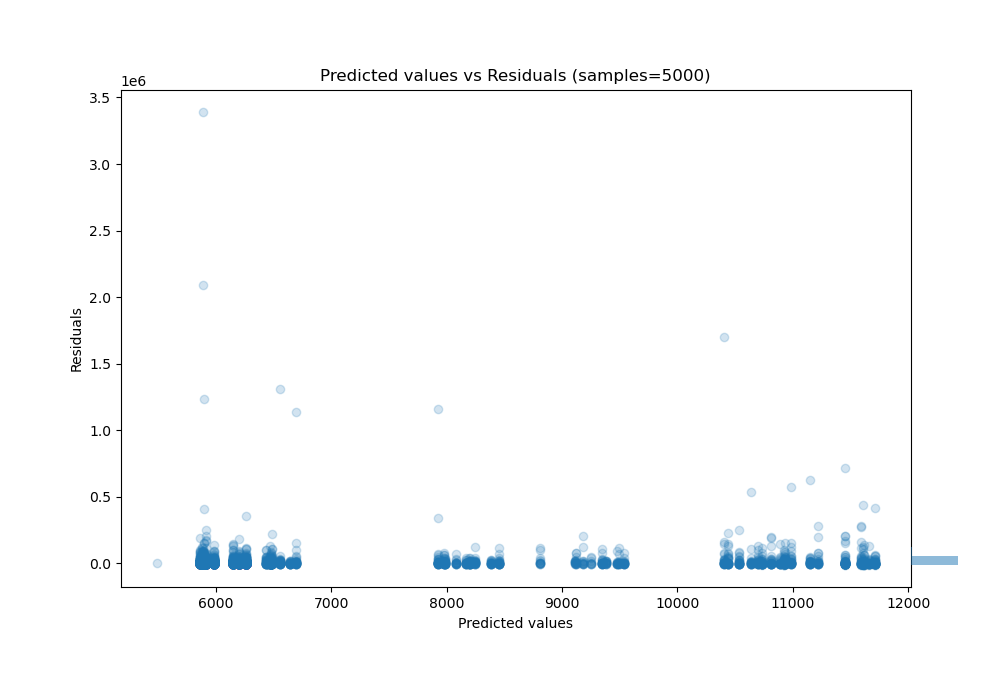 Predicted values vs Residuals (samples=5000)
1e6
3.5
3.0
2.5
2.0
1.5
1.0
0.5
0.0
Residuals
6000 7000 8000 9000 10000 11000 12000
Predicted values